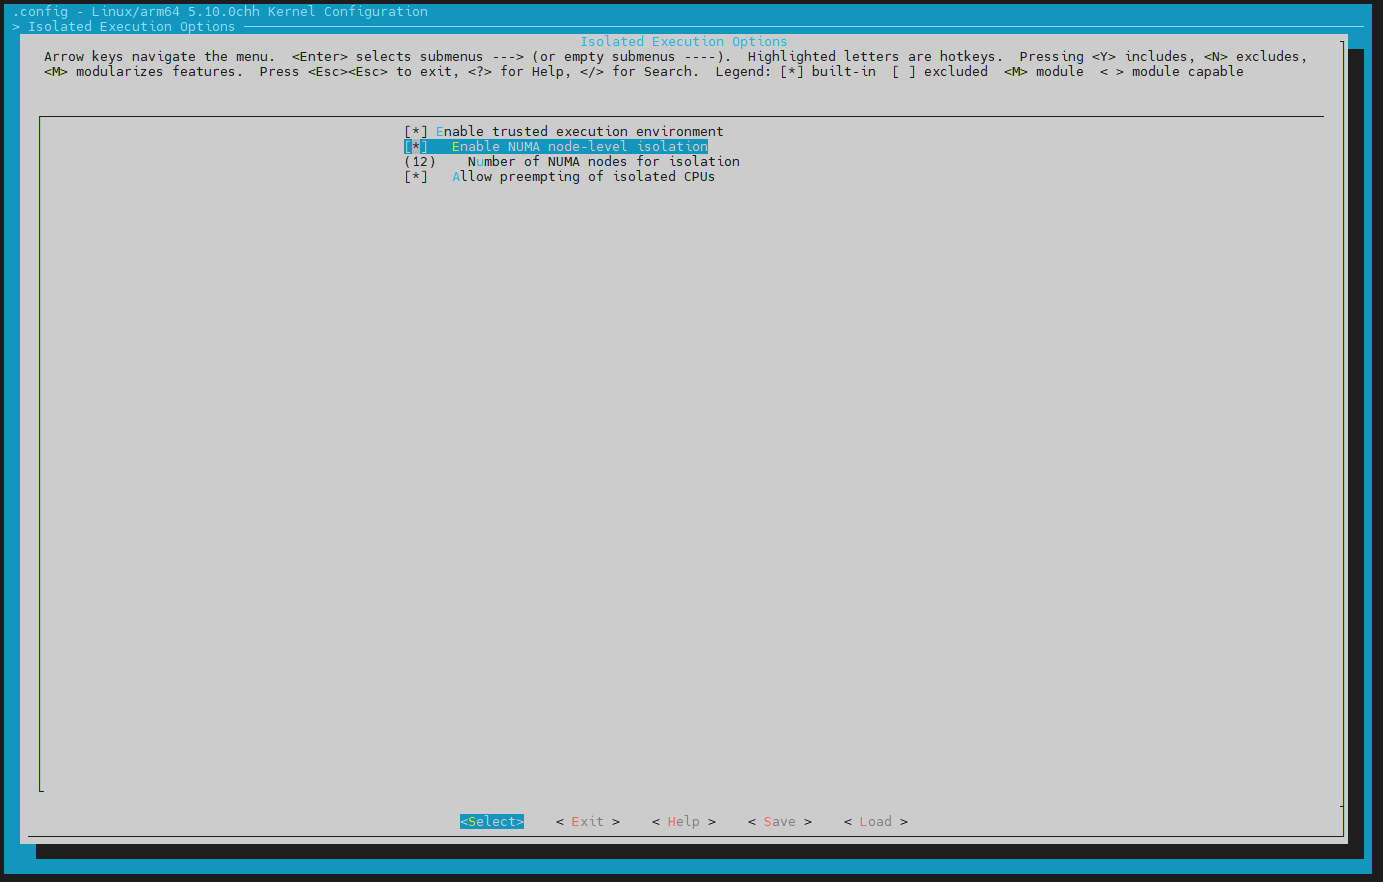 .config - Linux/arm64 5.10.0chh Kernel Configuration
> Isolated Execution Options
Isolated Execution Options
Arrow keys navigate the menu.  <Enter> selects submenus ---> (or empty submenus ----).  Highlighted letters are hotkeys.  Pressing <Y> includes, <N> excludes,
<M> modularizes features.  Press <Esc><Esc> to exit, <?> for Help, </> for Search.  Legend: [*] built-in  [ ] excluded  <M> module  < > module capable
[*] Enable trusted execution environment
[*]   Enable NUMA node-level isolation
(12)    Number of NUMA nodes for isolation
[*]   Allow preempting of isolated CPUs
<Select>    < Exit >    < Help >    < Save >    < Load >